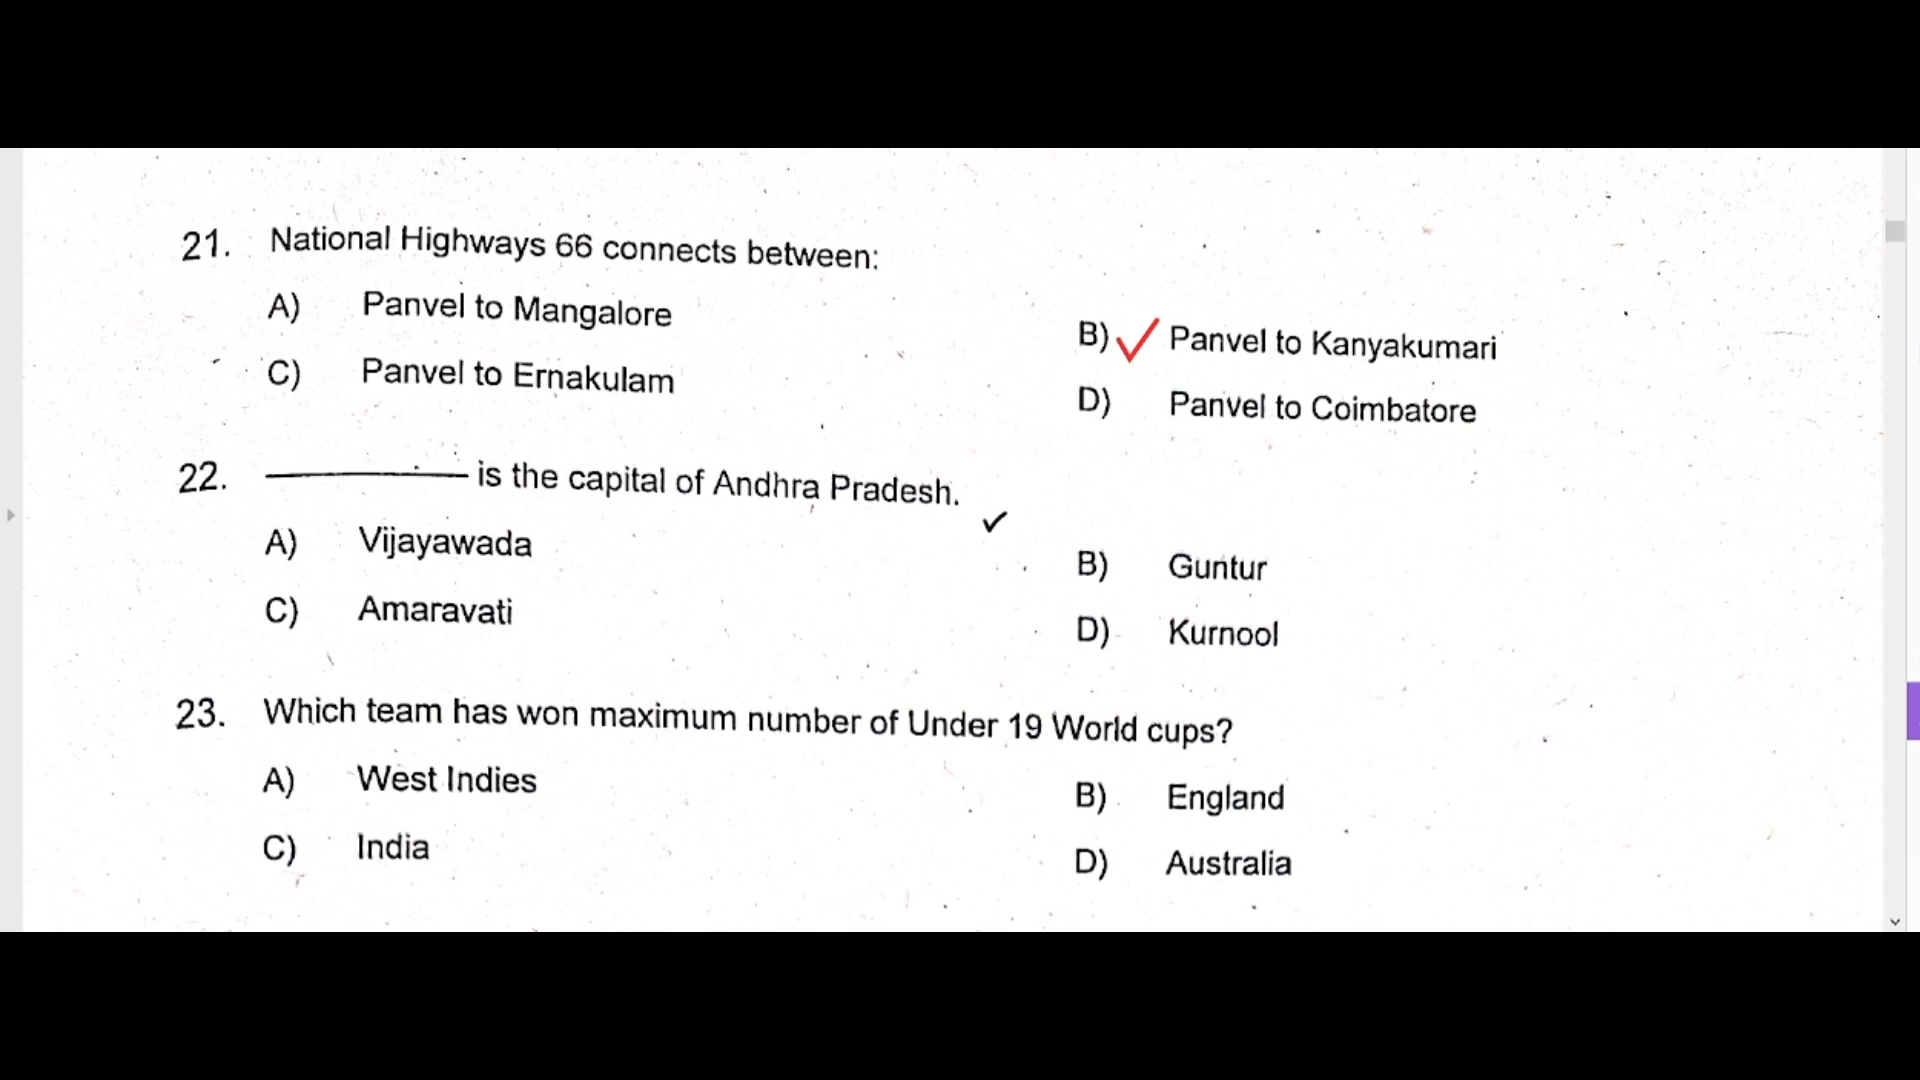 21. National Highways 66 connects between:
A) Panvel to Mangalore
B) Panvel to Kanyakumari
C) Panvel to Ernakulam
D) Panvel to Coimbatore
22. __________ is the capital of Andhra Pradesh.
A) Vijayawada
B) Guntur
C) Amaravati
D) Kurnool
23. Which team has won maximum number of Under 19 World cups?
A) West Indies
B) England
C) India
D) Australia